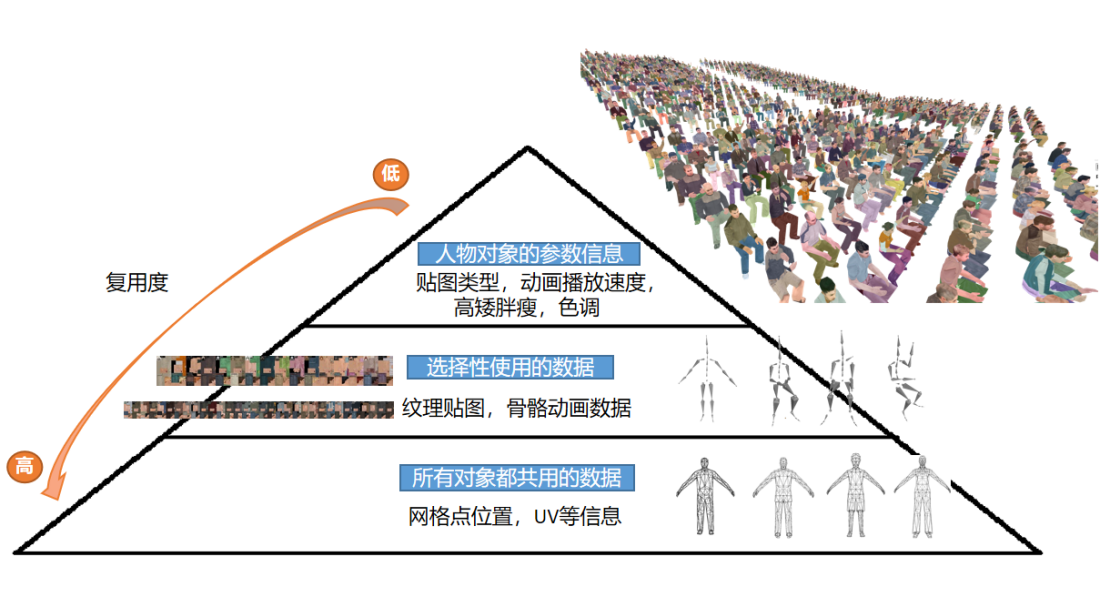 低
人物对象的参数信息
贴图类型，动画播放速度，
高矮胖瘦，色调
复用度
选择性使用的数据
纹理贴图，骨骼动画数据
高
所有对象都共用的数据
网格点位置，UV等信息